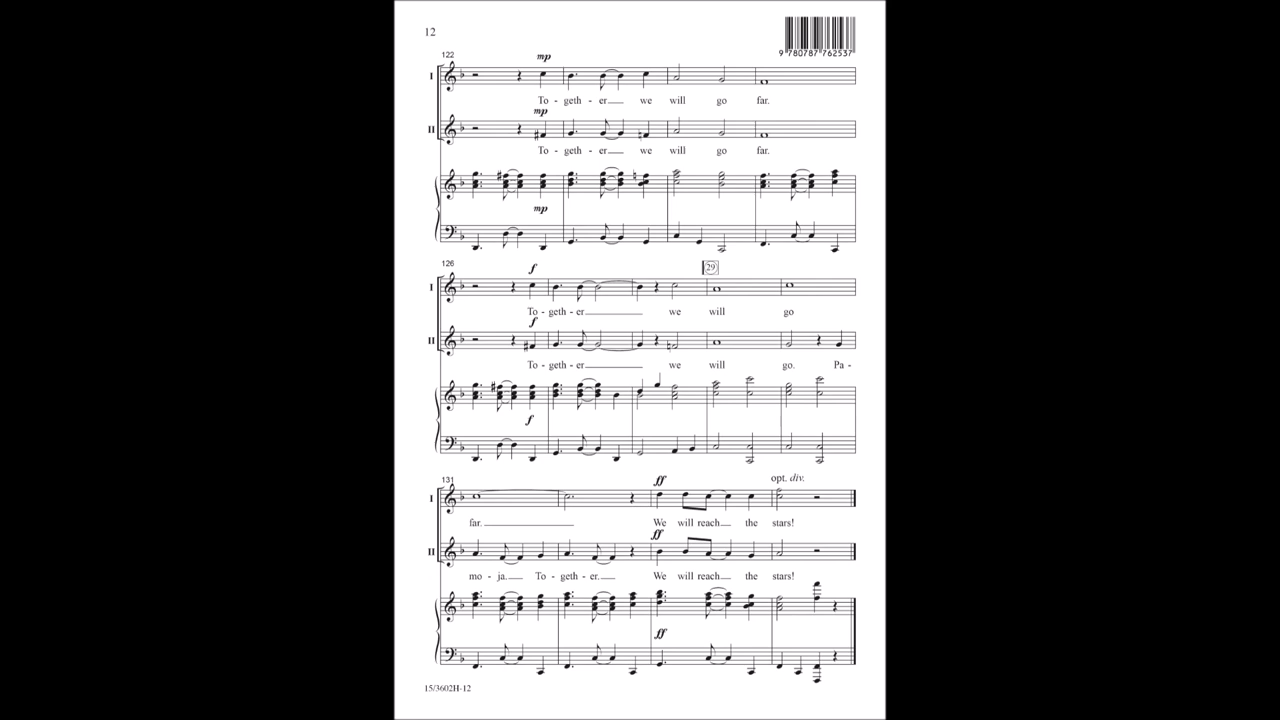 12
9 780787 762537
122
mp
I
To - geth - er we will go far.
mp
II
To - geth - er we will go far.
mp
126
29
f
I
To - geth - er we will go
f
II
To - geth - er we will go. Pa -
f
131
opt. div.
ff
I
far. We will reach the stars!
ff
II
mo - ja. To - geth - er. We will reach the stars!
ff
15/3602H-12